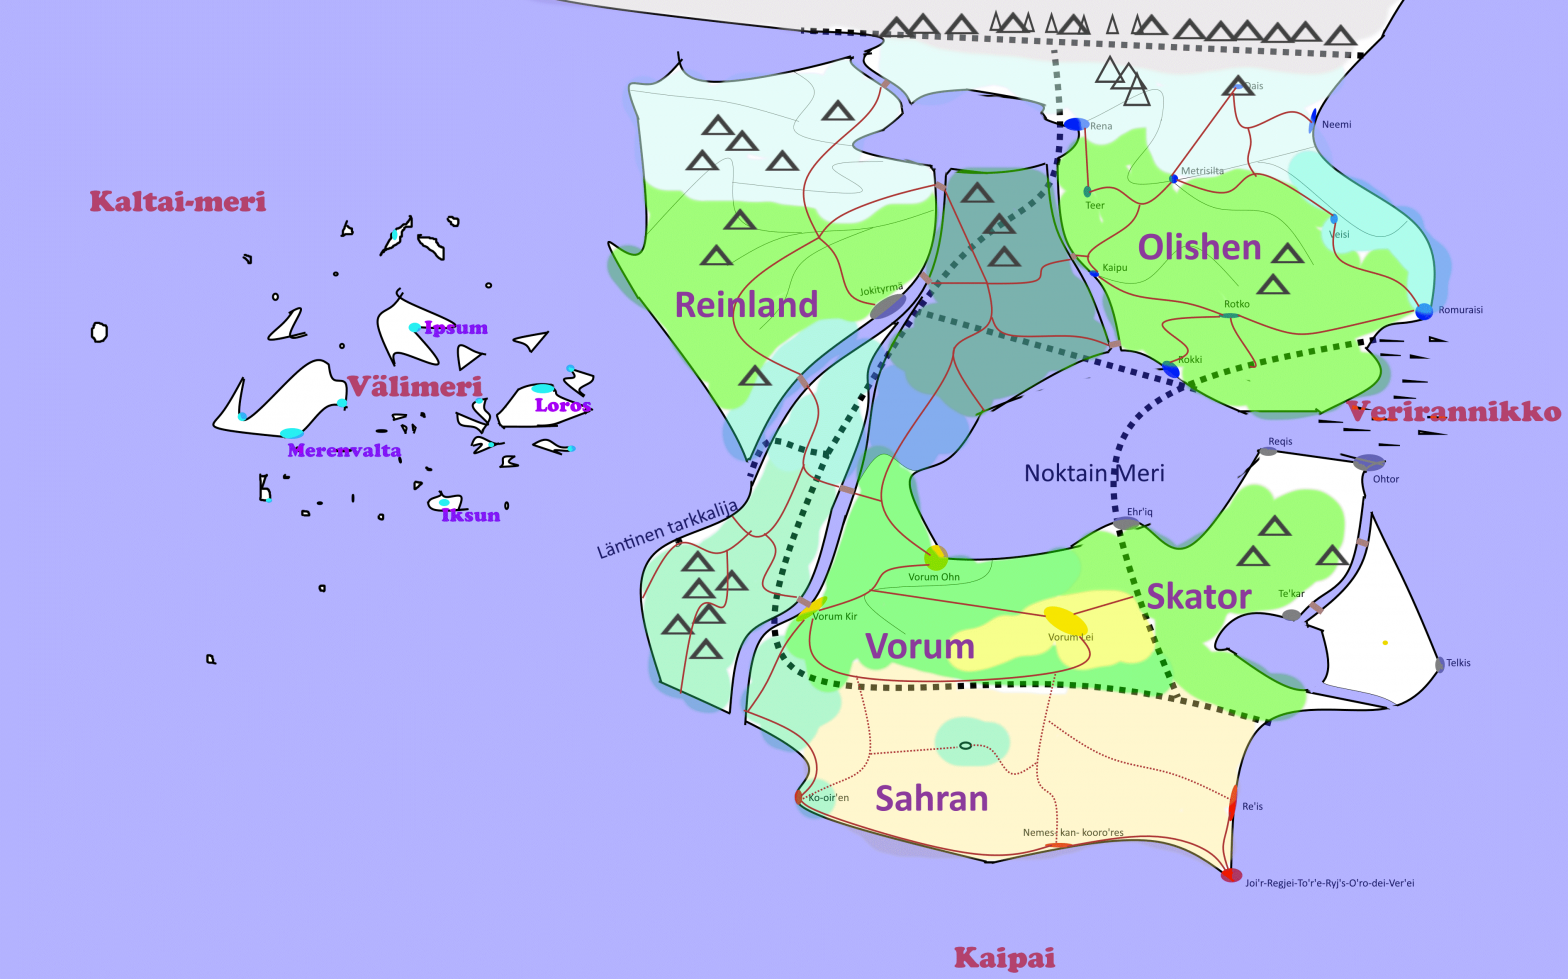 Dais
Neemi
Rena
Metrisilta
Kaltai-meri
Teer
Veisi
Olishen
Kaipu
Jokityrmä
Reinland
Rotko
Romuraisi
Ipsum
Rokki
Välimeri
Loros
Verirannikko
Merenvalta
Reqis
Noktain Meri
Ohtor
Iksun
Ehr'iq
Läntinen tarkkalija
Vorum Ohn
Te'kar
Skator
Vorum Kir
Vorum Lei
Vorum
Telkis
Ko-oir'en
Sahran
Re'is
Nemes- kan- kooro'res
Joi'r-Regjei-To'r'e-Ryj's-O'ro-dei-Ver'ei
Kaipai